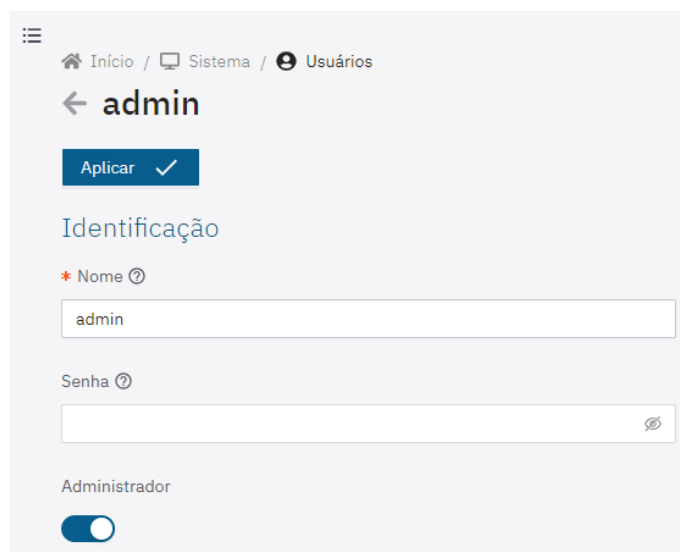 Início / Sistema / Usuários
admin
Aplicar
Identificação
* Nome
admin
Senha
Administrador